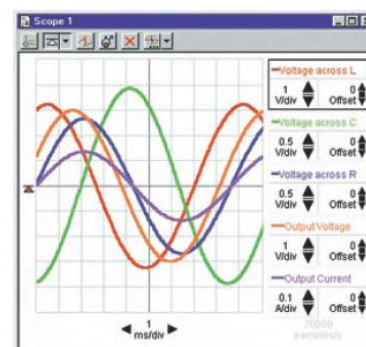 Scope 1
Voltage across L
1
V/div
0
Offset
Voltage across C
0.5
V/div
0
Offset
Voltage across R
0.5
V/div
0
Offset
Output Voltage
1
V/div
0
Offset
Output Current
0.1
A/div
0
Offset
1
ms/div
20000
samples/s